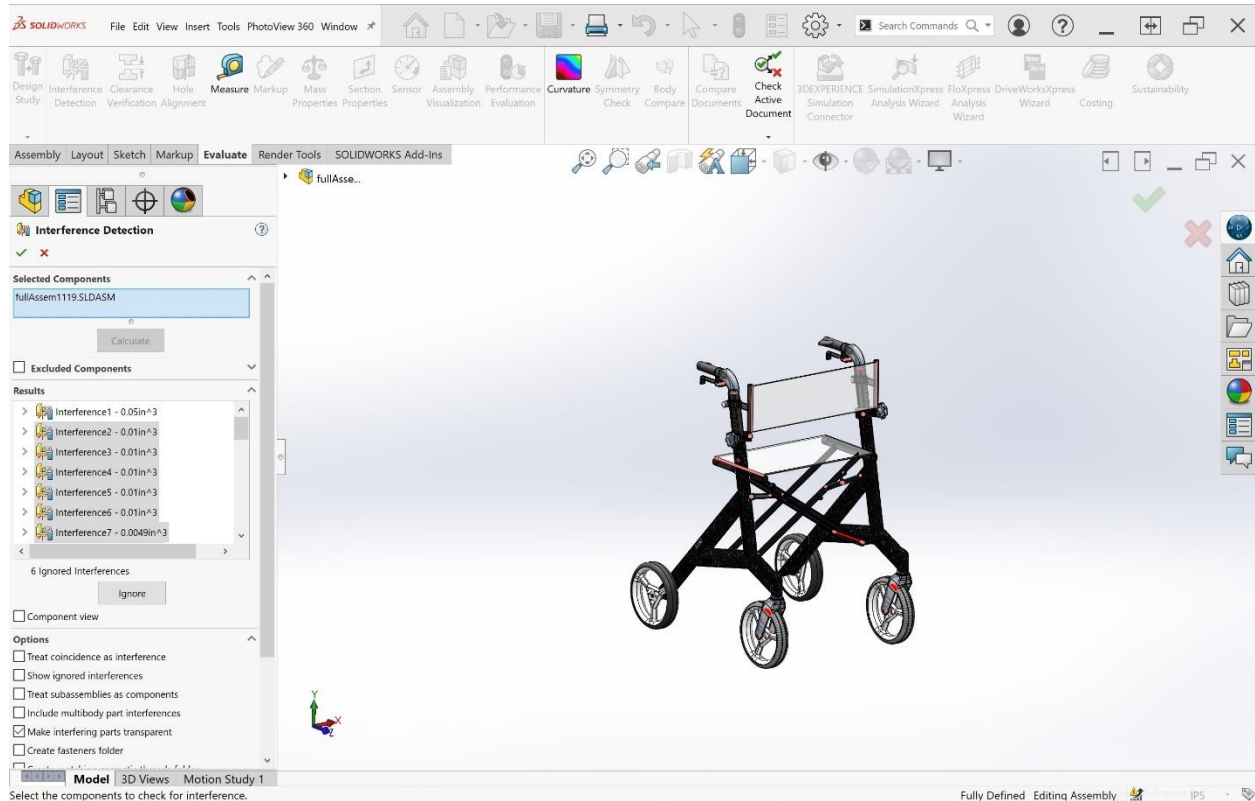 SOLIDWORKS File Edit View Insert Tools PhotoView 360 Window Search Commands
Design Study Interference Detection Clearance Verification Hole Alignment Measure Markup Mass Properties Section Properties Sensor Assembly Visualization Performance Evaluation Curvature Symmetry Check Body Compare Compare Documents Check Active Document 3DEXPERIENCE Simulation Connector SimulationXpress Analysis Wizard FloXpress Analysis Wizard DriveWorksXpress Wizard Costing Sustainability
Assembly Layout Sketch Markup Evaluate Render Tools SOLIDWORKS Add-Ins
fullAsse...
Interference Detection
Selected Components
fullAssem1119.SLDASM
Calculate
Excluded Components
Results
Interference1 - 0.05in^3
Interference2 - 0.01in^3
Interference3 - 0.01in^3
Interference4 - 0.01in^3
Interference5 - 0.01in^3
Interference6 - 0.01in^3
Interference7 - 0.0049in^3
6 Ignored Interferences
Ignore
Component view
Options
Treat coincidence as interference
Show ignored interferences
Treat subassemblies as components
Include multibody part interferences
Make interfering parts transparent
Create fasteners folder
Y
X
Z
Model 3D Views Motion Study 1
Select the components to check for interference. Fully Defined Editing Assembly IPS